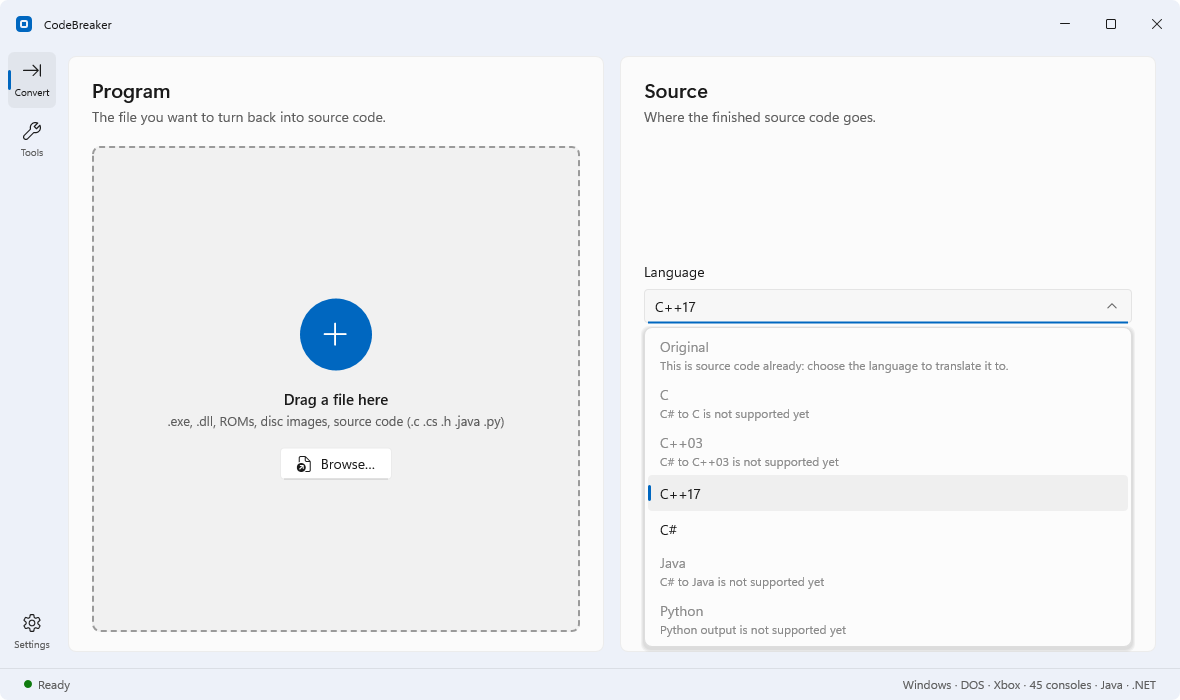 CodeBreaker
Convert
Tools
Settings
Program
The file you want to turn back into source code.
Drag a file here
.exe, .dll, ROMs, disc images, source code (.c .cs .h .java .py)
Browse...
Source
Where the finished source code goes.
Language
C++17
Original
This is source code already: choose the language to translate it to.
C
C# to C is not supported yet
C++03
C# to C++03 is not supported yet
C++17
C#
Java
C# to Java is not supported yet
Python
Python output is not supported yet
Ready
Windows · DOS · Xbox · 45 consoles · Java · .NET